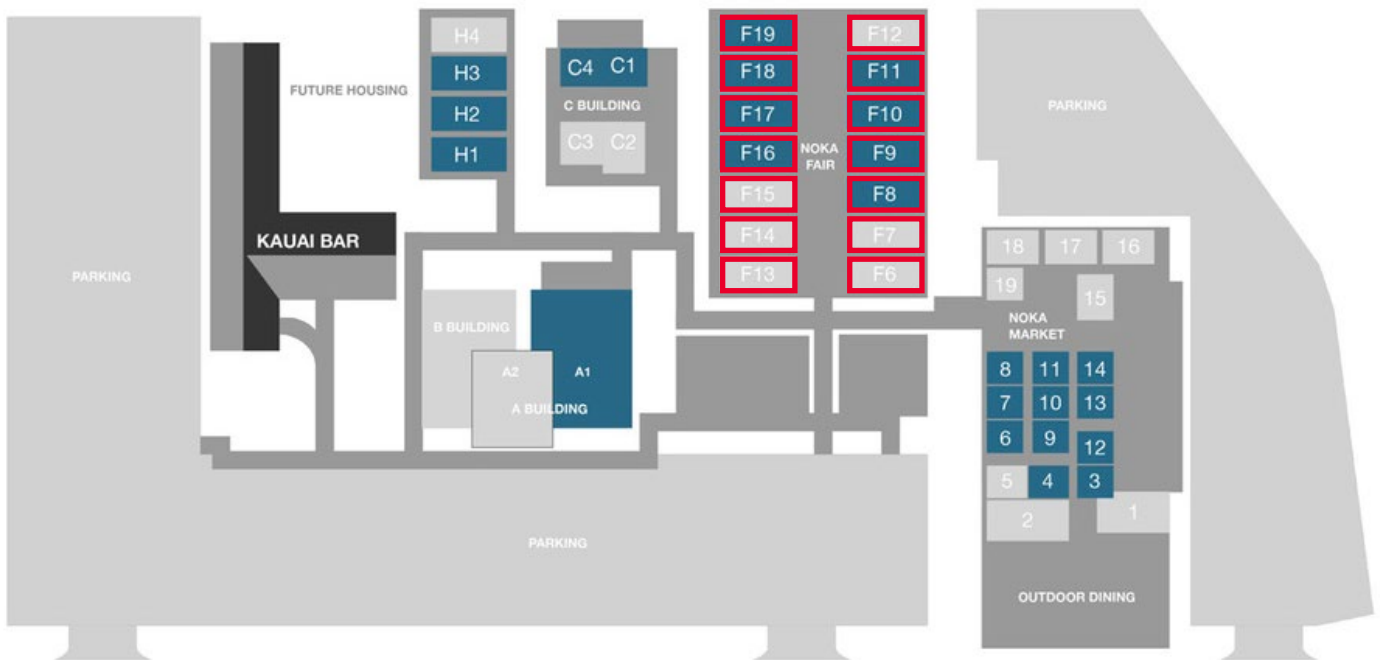 H4
H3
H2
H1
FUTURE HOUSING
KAUAI BAR
PARKING
C4 C1
C BUILDING
C3 C2
B BUILDING
A2
A1
A BUILDING
F19
F18
F17
F16
F15
F14
F13
NOKA
FAIR
F12
F11
F10
F9
F8
F7
F6
PARKING
18 17 16
19
15
NOKA
MARKET
8 11 14
7 10 13
6 9
12
5 4 3
2
1
OUTDOOR DINING
PARKING